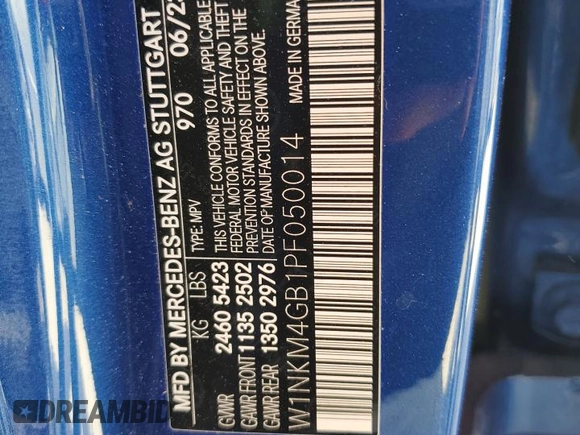 MFD BY MERCEDES-BENZ AG STUTTGART
970 06/22
KG LBS
TYPE: MPV
GVWR 2460 5423
GAWR FRONT 1135 2502
GAWR REAR 1350 2976
THIS VEHICLE CONFORMS TO ALL APPLICABLE
FEDERAL MOTOR VEHICLE SAFETY AND THEFT
PREVENTION STANDARDS IN EFFECT ON THE
DATE OF MANUFACTURE SHOWN ABOVE.
MADE IN GERMA
W1NKM4GB1PF050014
DREAMBID